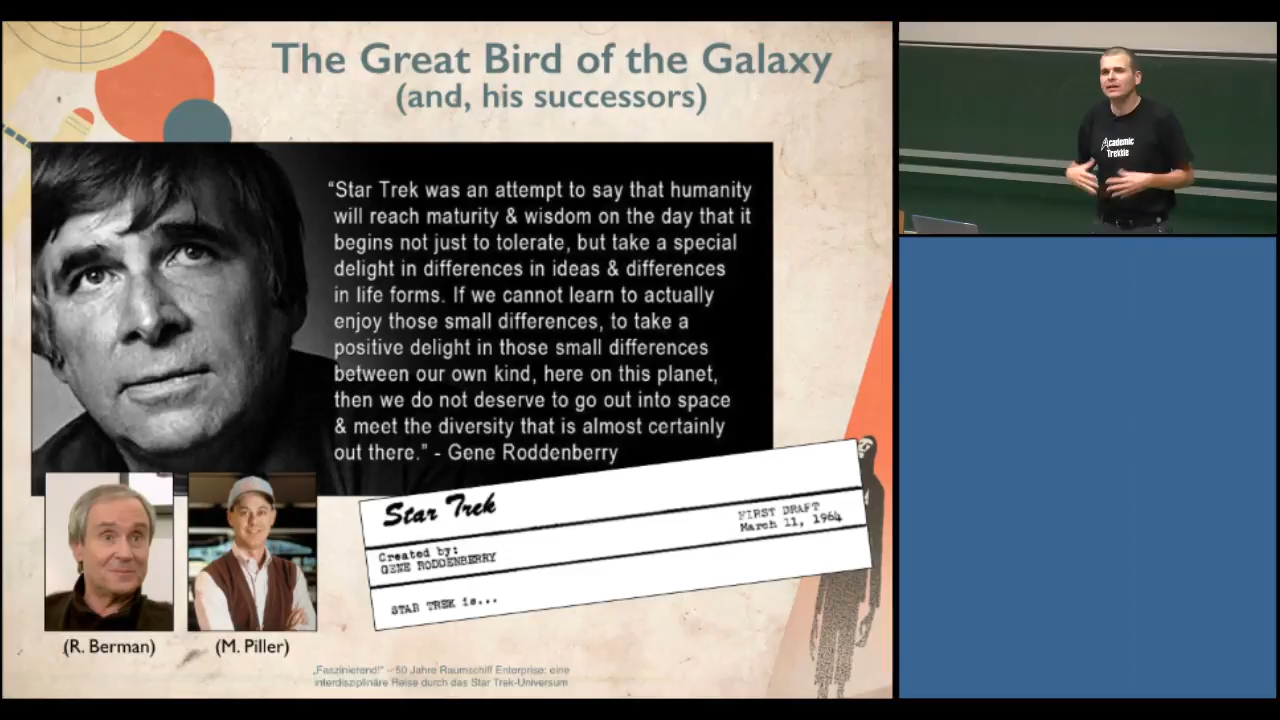 The Great Bird of the Galaxy
(and, his successors)
“Star Trek was an attempt to say that humanity
will reach maturity & wisdom on the day that it
begins not just to tolerate, but take a special
delight in differences in ideas & differences
in life forms. If we cannot learn to actually
enjoy those small differences, to take a
positive delight in those small differences
between our own kind, here on this planet,
then we do not deserve to go out into space
& meet the diversity that is almost certainly
out there.” - Gene Roddenberry
Star Trek
FIRST DRAFT
March 11, 1964
Created by:
GENE RODDENBERRY
STAR TREK is...
(R. Berman)
(M. Piller)
„Faszinierend!“ – 50 Jahre Raumschiff Enterprise: eine
interdisziplinäre Reise durch das Star Trek-Universum
Academic
Trekkie